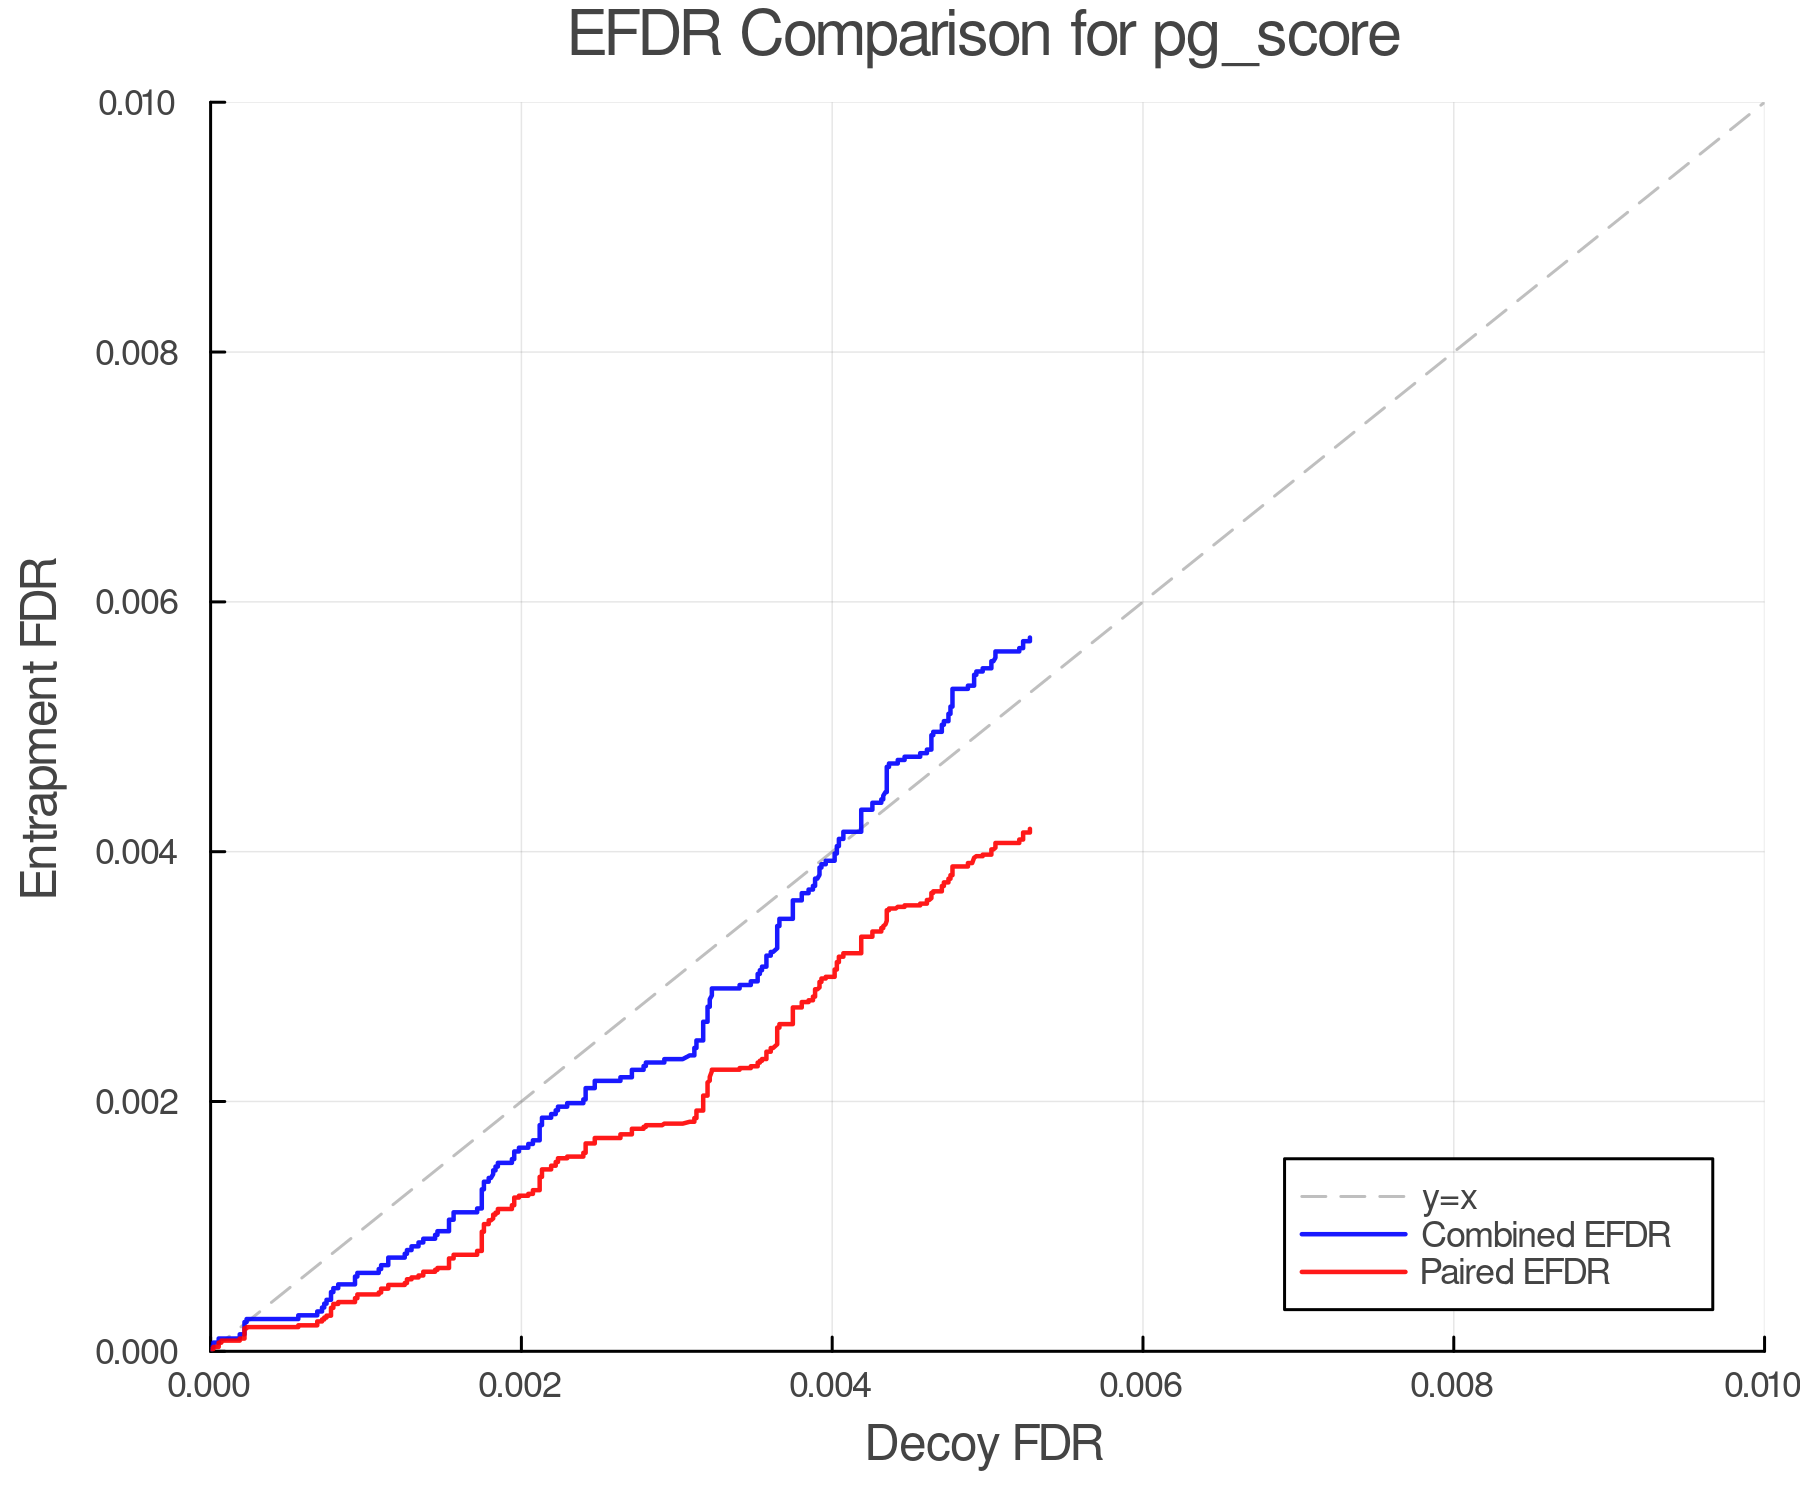 EFDR Comparison for pg_score
0.010
0.008
0.006
0.004
0.002
0.000
Entrapment FDR
y=x
Combined EFDR
Paired EFDR
0.000 0.002 0.004 0.006 0.008 0.010
Decoy FDR